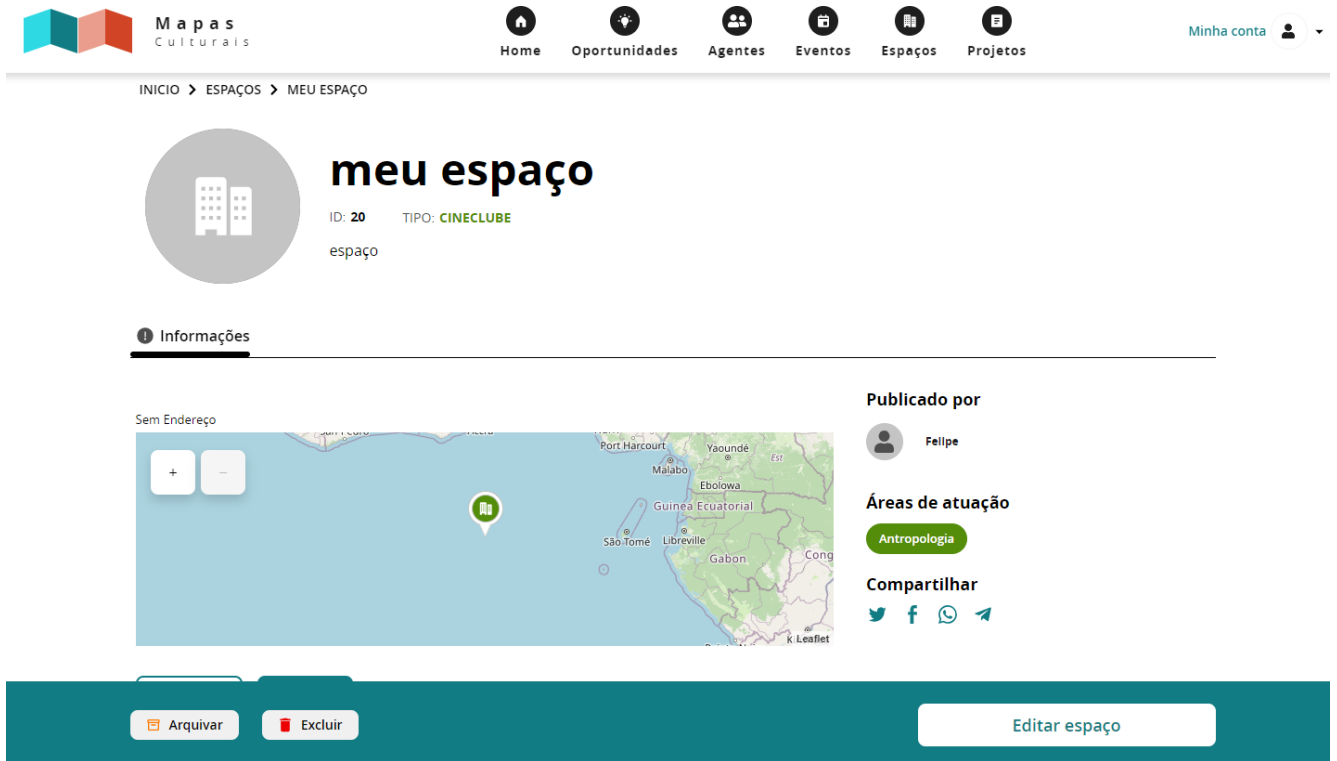 Mapas
Culturais
Home Oportunidades Agentes Eventos Espaços Projetos
Minha conta
INICIO > ESPAÇOS > MEU ESPAÇO
meu espaço
ID: 20 TIPO: CINECLUBE
espaço
Informações
Sem Endereço
+ −
Port Harcourt
Yaoundé
Est
Malabo
Ebolowa
Guinea Ecuatorial
São Tomé
Libreville
Gabon
Cong
Leaflet
Publicado por
Felipe
Áreas de atuação
Antropologia
Compartilhar
Arquivar Excluir Editar espaço